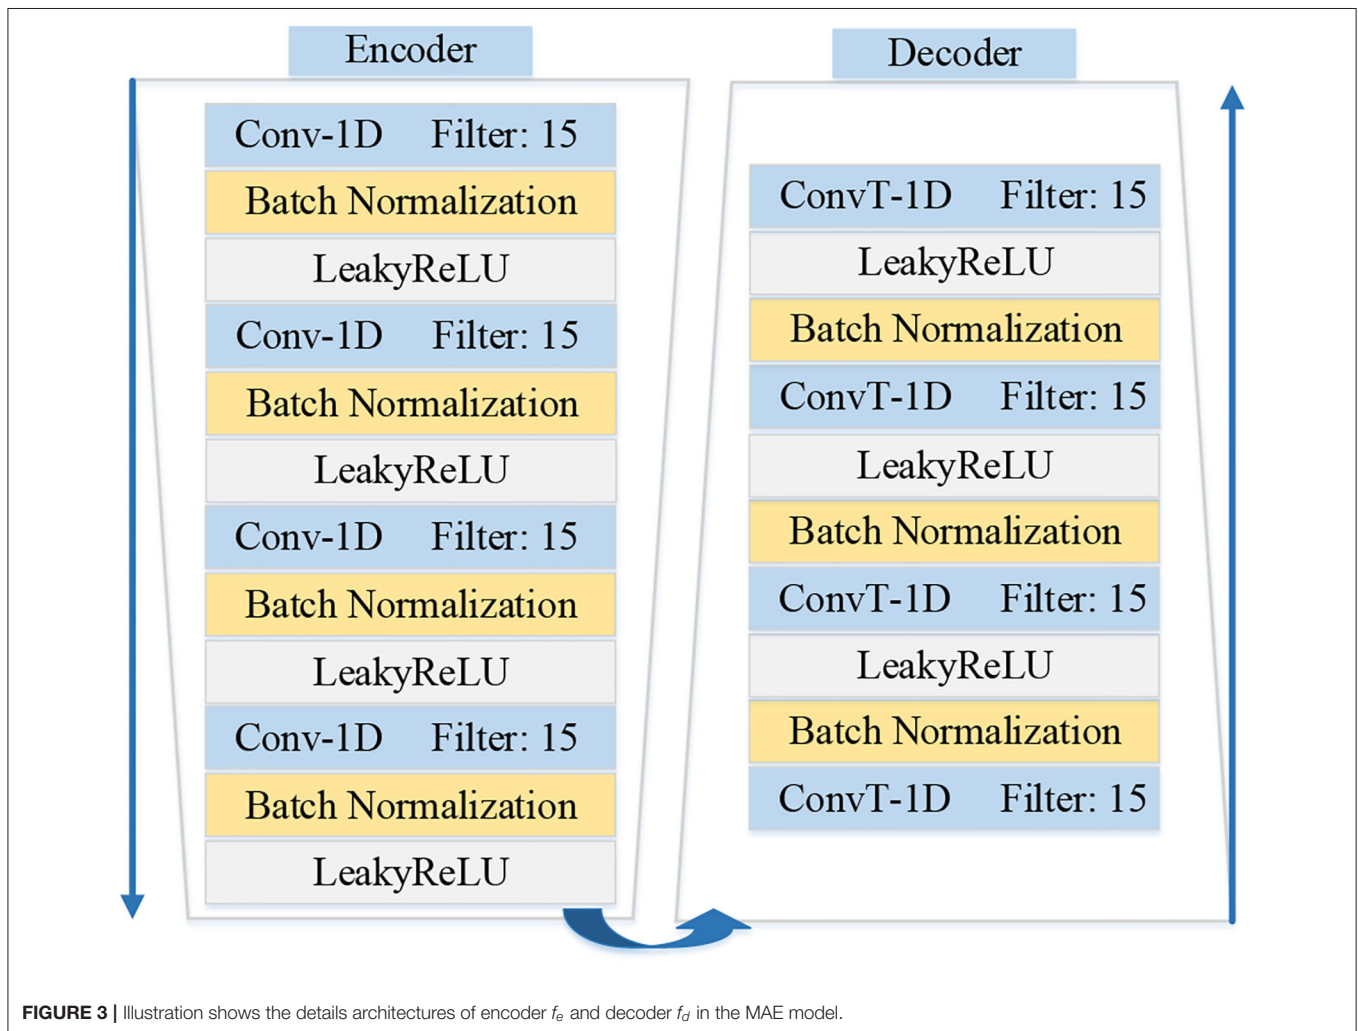 Encoder
Conv-1D Filter: 15
Batch Normalization
LeakyReLU
Conv-1D Filter: 15
Batch Normalization
LeakyReLU
Conv-1D Filter: 15
Batch Normalization
LeakyReLU
Conv-1D Filter: 15
Batch Normalization
LeakyReLU
Decoder
ConvT-1D Filter: 15
LeakyReLU
Batch Normalization
ConvT-1D Filter: 15
LeakyReLU
Batch Normalization
ConvT-1D Filter: 15
LeakyReLU
Batch Normalization
ConvT-1D Filter: 15
FIGURE 3 | Illustration shows the details architectures of encoder fe and decoder fd in the MAE model.